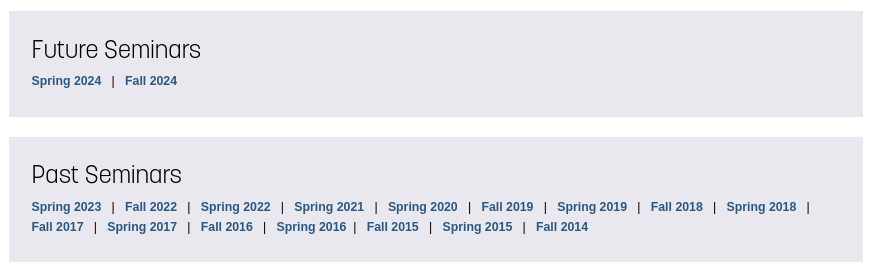 Future Seminars
Spring 2024 | Fall 2024
Past Seminars
Spring 2023 | Fall 2022 | Spring 2022 | Spring 2021 | Spring 2020 | Fall 2019 | Spring 2019 | Fall 2018 | Spring 2018 |
Fall 2017 | Spring 2017 | Fall 2016 | Spring 2016 | Fall 2015 | Spring 2015 | Fall 2014